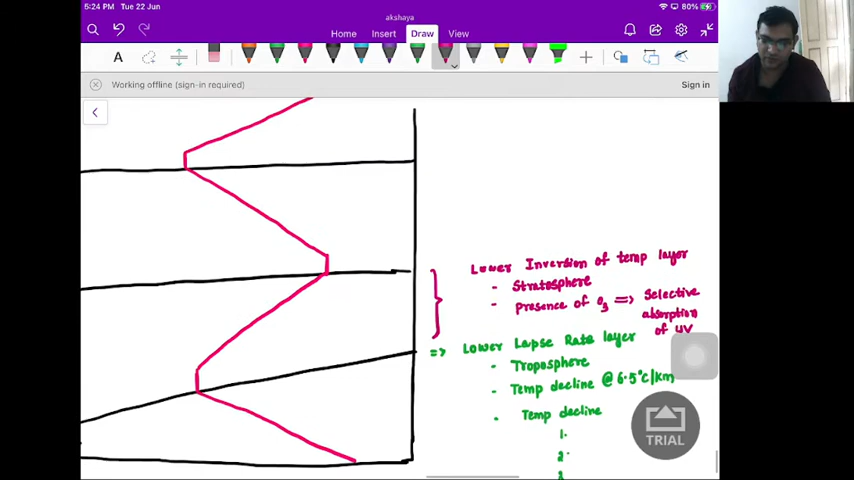 5:24 PM Tue 22 Jun
80%
akshaya
Home Insert Draw View
Working offline (sign-in required)
Sign in
Lower Inversion of temp layer
- Stratosphere
- Presence of O3 => Selective
absorption
of UV
=> Lower Lapse Rate layer
- Troposphere
- Temp decline @ 6.5°c/km
- Temp decline
1.
2.
3
TRIAL